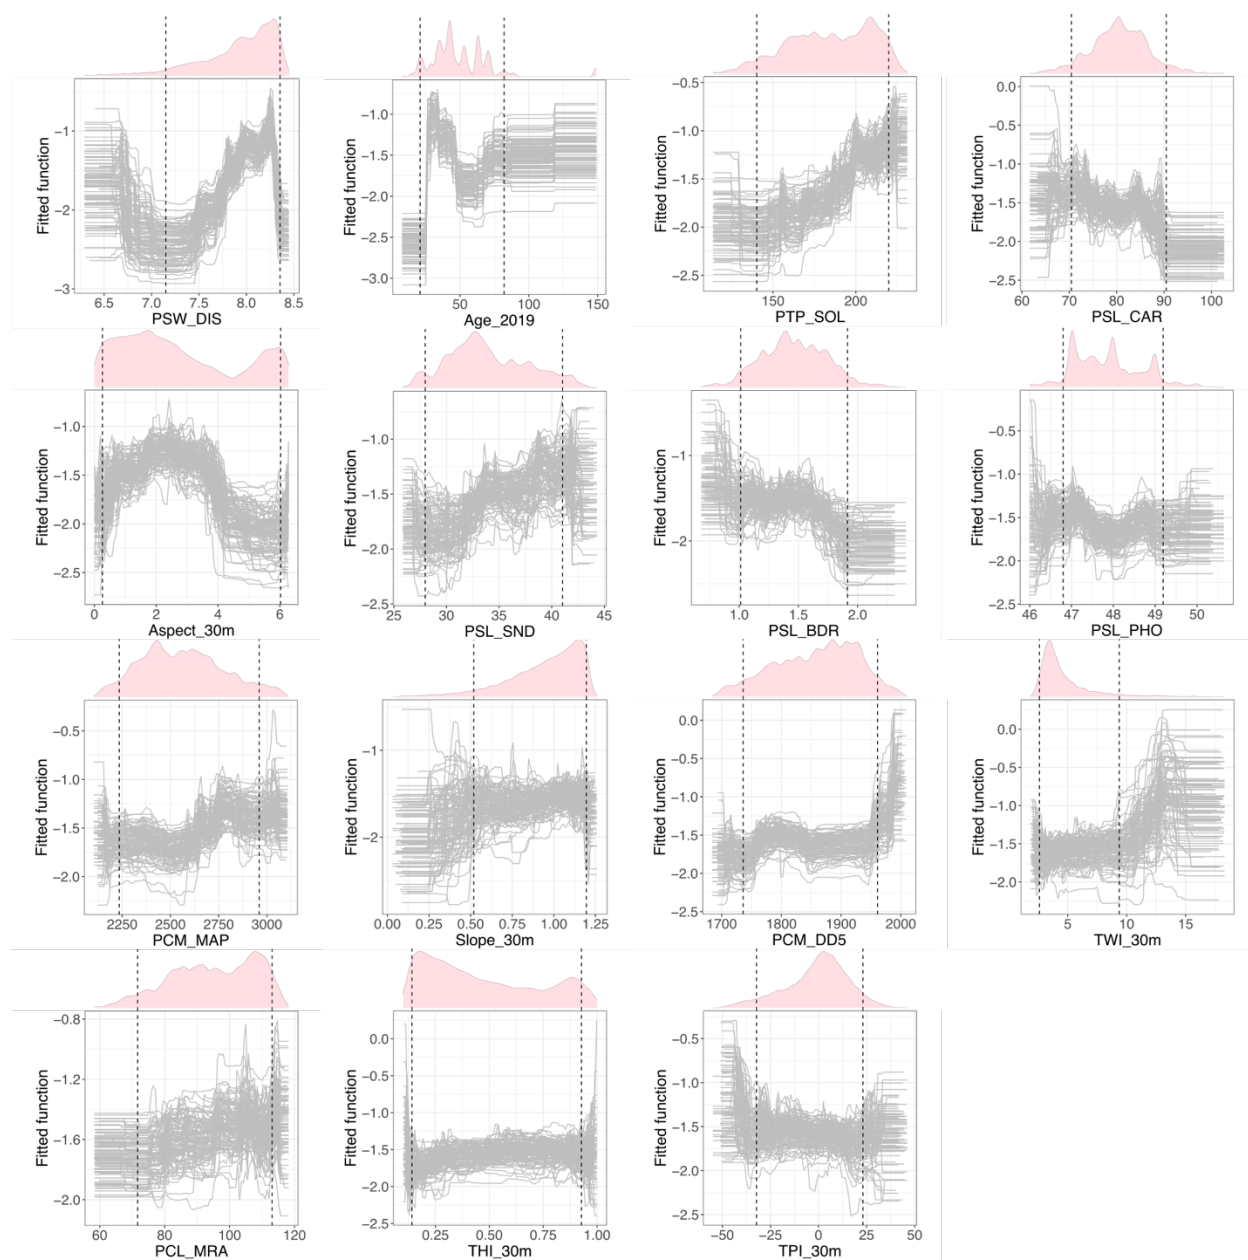 −1
−2
−3
Fitted function
6.5 7.0 7.5 8.0 8.5
PSW_DIS
−1.0
−1.5
−2.0
−2.5
−3.0
Fitted function
50 100 150
Age_2019
−0.5
−1.0
−1.5
−2.0
−2.5
Fitted function
150 200
PTP_SOL
0.0
−0.5
−1.0
−1.5
−2.0
−2.5
Fitted function
60 70 80 90 100
PSL_CAR
−1.0
−1.5
−2.0
−2.5
Fitted function
0 2 4 6
Aspect_30m
−1.0
−1.5
−2.0
−2.5
Fitted function
25 30 35 40 45
PSL_SND
−1
−2
Fitted function
1.0 1.5 2.0
PSL_BDR
0.0
−0.5
−1.0
−1.5
−2.0
−2.5
Fitted function
46 47 48 49 50
PSL_PHO
−0.5
−1.0
−1.5
−2.0
Fitted function
2250 2500 2750 3000
PCM_MAP
−1
−2
Fitted function
0.00 0.25 0.50 0.75 1.00 1.25
Slope_30m
0.0
−0.5
−1.0
−1.5
−2.0
−2.5
Fitted function
1700 1800 1900 2000
PCM_DD5
0.0
−0.5
−1.0
−1.5
−2.0
Fitted function
5 10 15
TWI_30m
−0.8
−1.2
−1.6
−2.0
Fitted function
60 80 100 120
PCL_MRA
0.0
−0.5
−1.0
−1.5
−2.0
−2.5
Fitted function
0.25 0.50 0.75 1.00
THI_30m
−0.5
−1.0
−1.5
−2.0
−2.5
Fitted function
−50 −25 0 25 50
TPI_30m